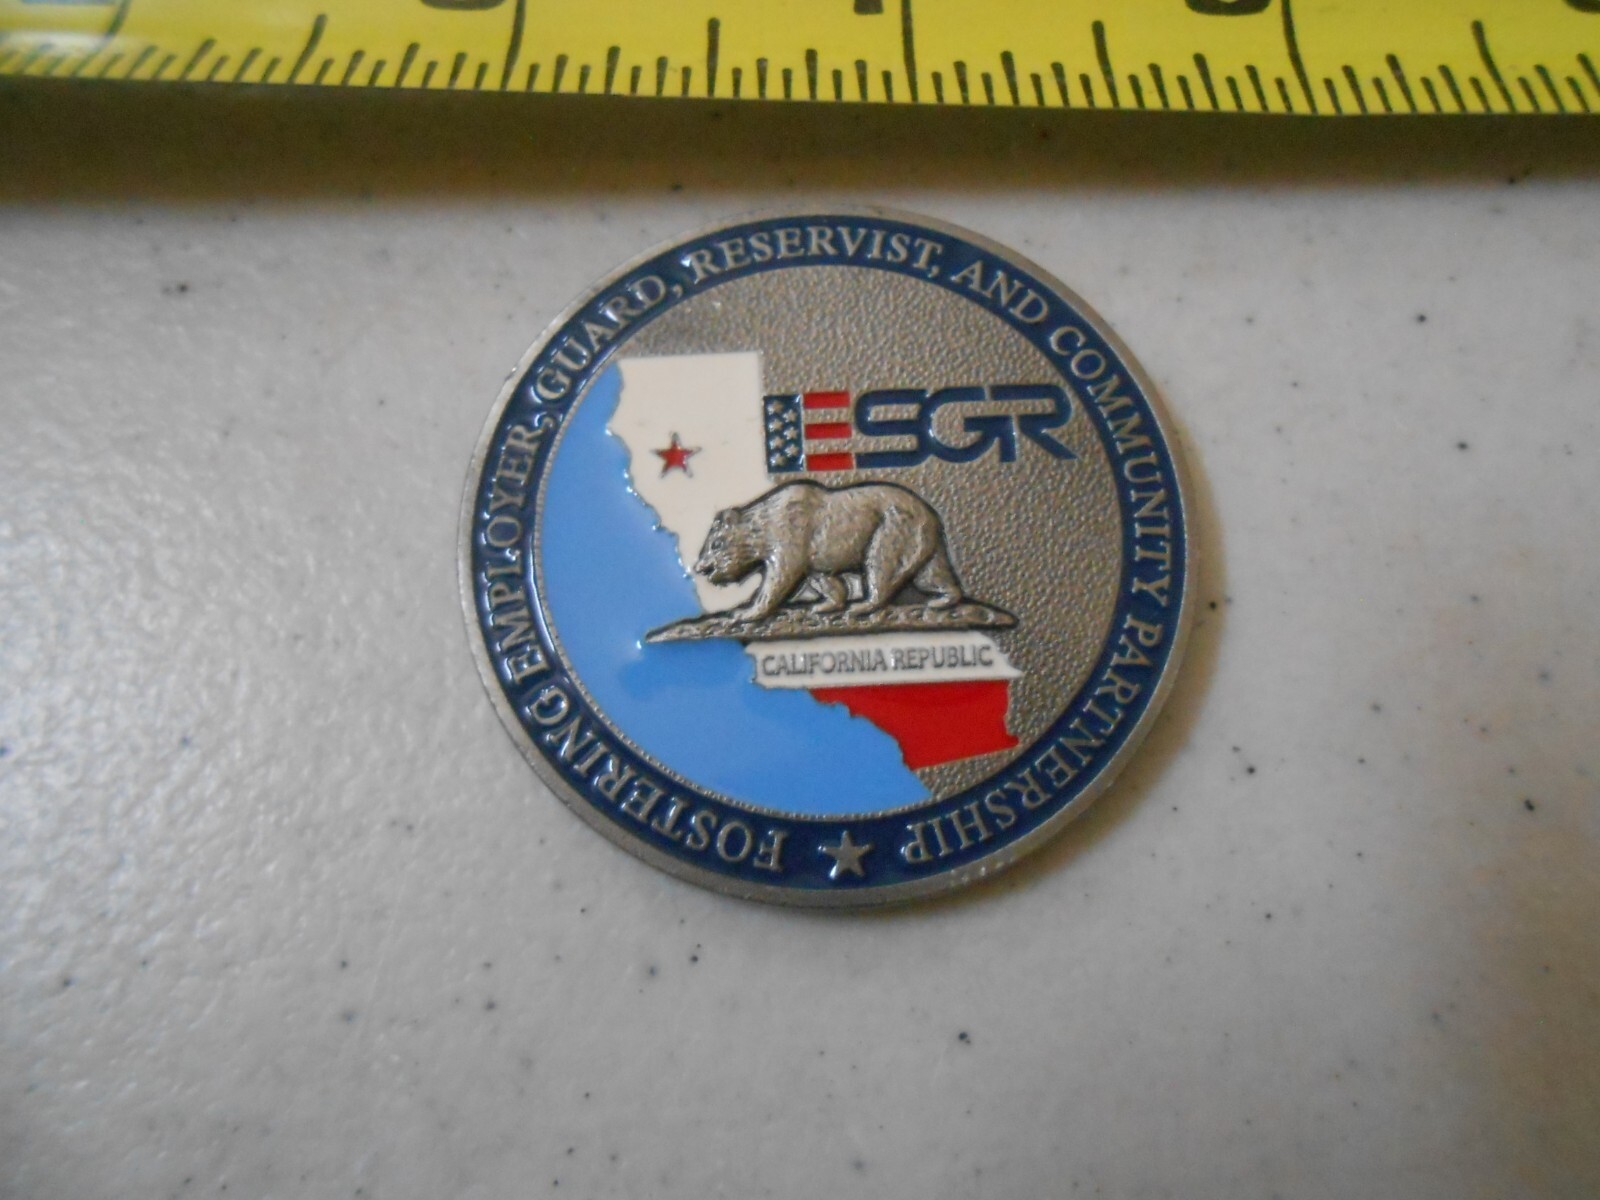 FOSTERING EMPLOYER, GUARD, RESERVIST, AND COMMUNITY PARTNERSHIP
ESGR
CALIFORNIA REPUBLIC